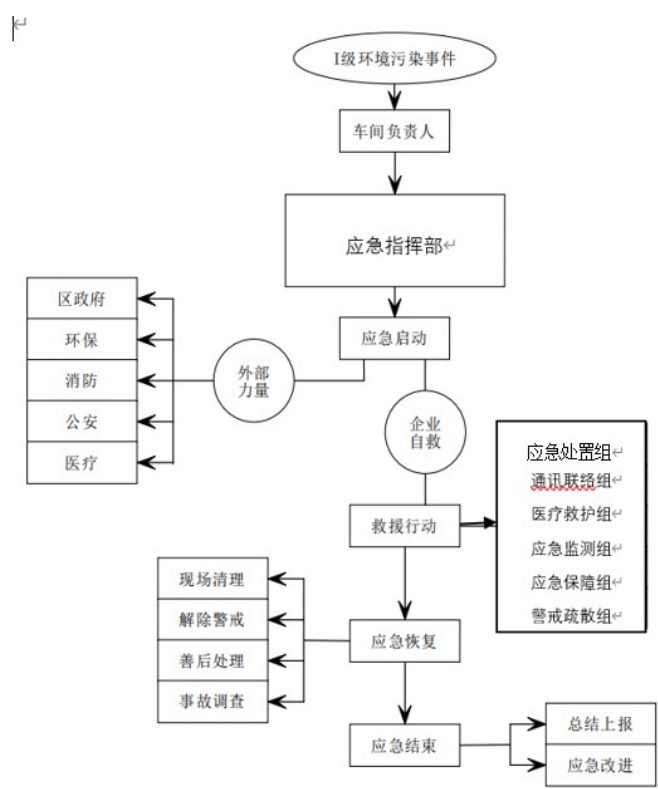 I级环境污染事件
车间负责人
应急指挥部
应急启动
区政府
环保
消防
公安
医疗
外部
力量
企业
自救
救援行动
应急处置组
通讯联络组
医疗救护组
应急监测组
应急保障组
警戒疏散组
现场清理
解除警戒
善后处理
事故调查
应急恢复
应急结束
总结上报
应急改进